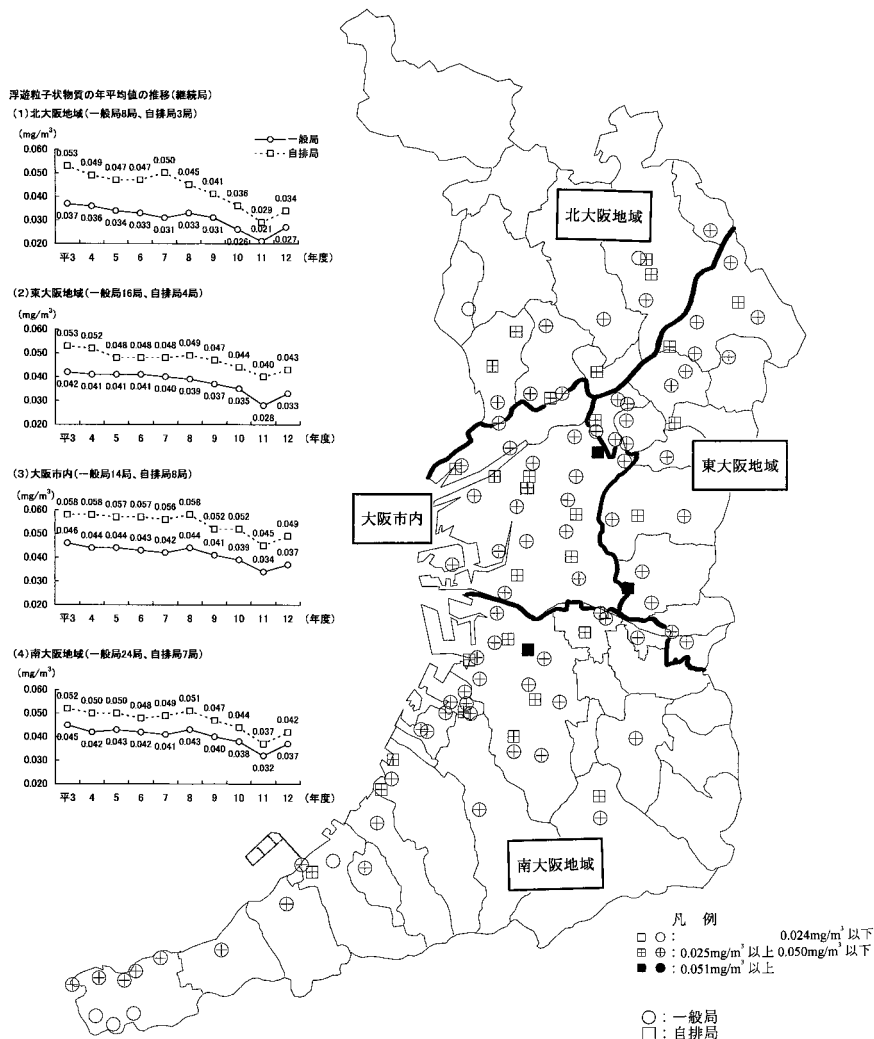 浮遊粒子状物質の年平均値の推移(継続局)
(1)北大阪地域(一般局8局、自排局3局)
(mg/m³)
一般局
自排局
0.060
0.050
0.040
0.030
0.020
0.053 0.049 0.047 0.047 0.050 0.045 0.041 0.036 0.029 0.034
0.037 0.036 0.034 0.033 0.031 0.033 0.031 0.026 0.021 0.027
平3 4 5 6 7 8 9 10 11 12 (年度)
(2)東大阪地域(一般局16局、自排局4局)
(mg/m³)
0.060
0.050
0.040
0.030
0.020
0.053 0.052 0.048 0.048 0.048 0.049 0.047 0.044 0.040 0.043
0.042 0.041 0.041 0.041 0.040 0.039 0.037 0.035 0.028 0.033
平3 4 5 6 7 8 9 10 11 12 (年度)
(3)大阪市内(一般局14局、自排局8局)
(mg/m³)
0.060
0.050
0.040
0.030
0.020
0.058 0.058 0.057 0.057 0.056 0.058 0.052 0.052 0.045 0.049
0.046 0.044 0.044 0.043 0.042 0.044 0.041 0.039 0.034 0.037
平3 4 5 6 7 8 9 10 11 12 (年度)
(4)南大阪地域(一般局24局、自排局7局)
(mg/m³)
0.060
0.050
0.040
0.030
0.020
0.052 0.050 0.050 0.048 0.049 0.051 0.047 0.044 0.037 0.042
0.045 0.042 0.043 0.042 0.041 0.043 0.040 0.038 0.032 0.037
平3 4 5 6 7 8 9 10 11 12 (年度)
北大阪地域
東大阪地域
大阪市内
南大阪地域
凡 例
□ ○ : 0.024mg/m³以下
⊞ ⊕ : 0.025mg/m³以上 0.050mg/m³以下
■ ● : 0.051mg/m³以上
○ : 一般局
□ : 自排局